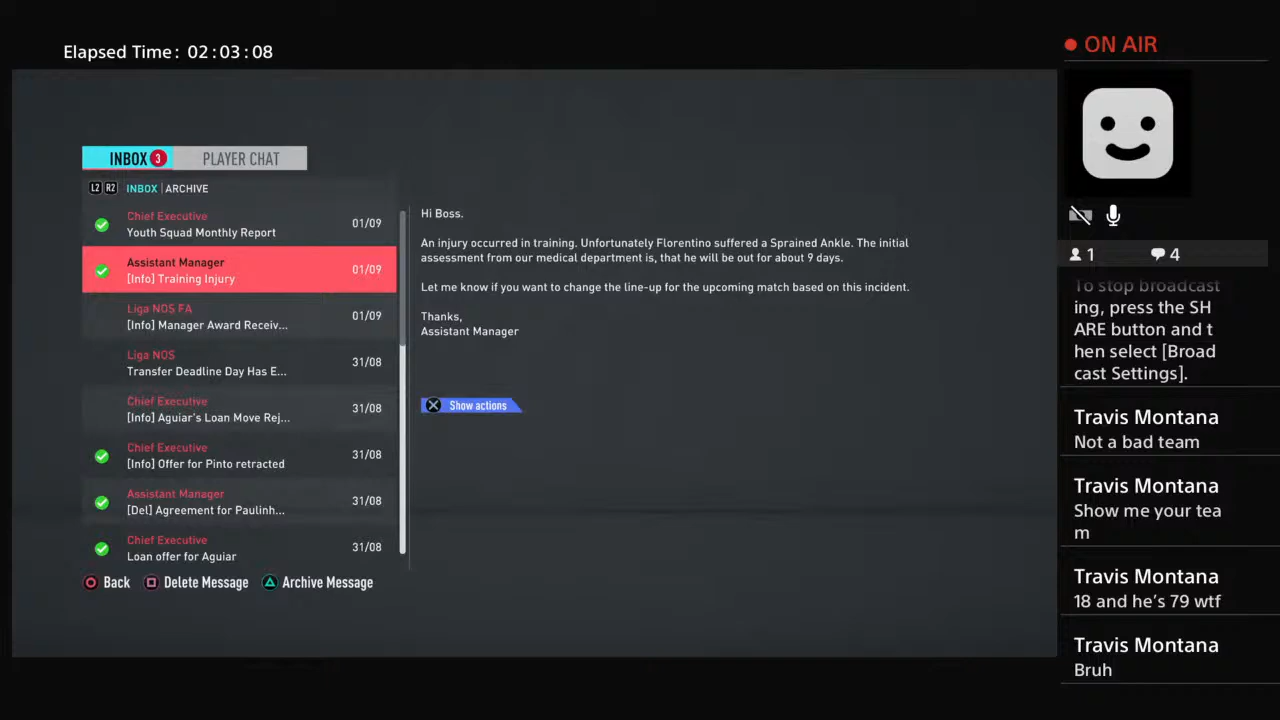 Elapsed Time: 02:03:08
ON AIR
INBOX 3 PLAYER CHAT
L2 R2 INBOX | ARCHIVE
Chief Executive
Youth Squad Monthly Report 01/09
Assistant Manager
[Info] Training Injury 01/09
Liga NOS FA
[Info] Manager Award Receiv... 01/09
Liga NOS
Transfer Deadline Day Has E... 31/08
Chief Executive
[Info] Aguiar's Loan Move Rej... 31/08
Chief Executive
[Info] Offer for Pinto retracted 31/08
Assistant Manager
[Del] Agreement for Paulinh... 31/08
Chief Executive
Loan offer for Aguiar 31/08
Back Delete Message Archive Message
Hi Boss.
An injury occurred in training. Unfortunately Florentino suffered a Sprained Ankle. The initial
assessment from our medical department is, that he will be out for about 9 days.
Let me know if you want to change the line-up for the upcoming match based on this incident.
Thanks,
Assistant Manager
Show actions
1 4
To stop broadcast
ing, press the SH
ARE button and t
hen select [Broad
cast Settings].
Travis Montana
Not a bad team
Travis Montana
Show me your tea
m
Travis Montana
18 and he's 79 wtf
Travis Montana
Bruh